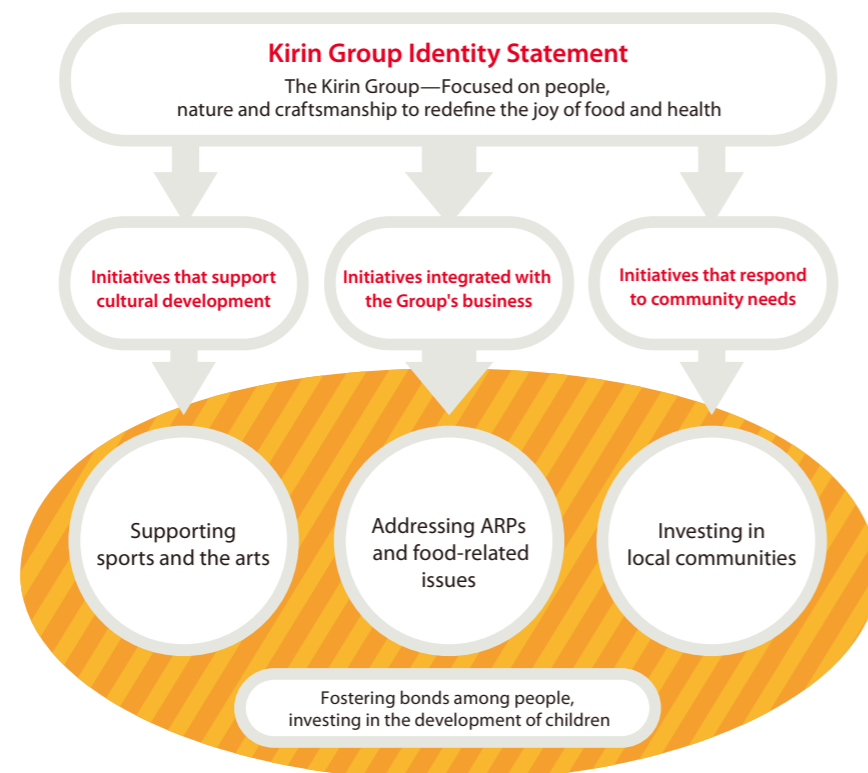 Kirin Group Identity Statement
The Kirin Group—Focused on people,
nature and craftsmanship to redefine the joy of food and health
Initiatives that support
cultural development
Initiatives integrated with
the Group's business
Initiatives that respond
to community needs
Supporting
sports and the arts
Addressing ARPs
and food-related
issues
Investing in
local communities
Fostering bonds among people,
investing in the development of children